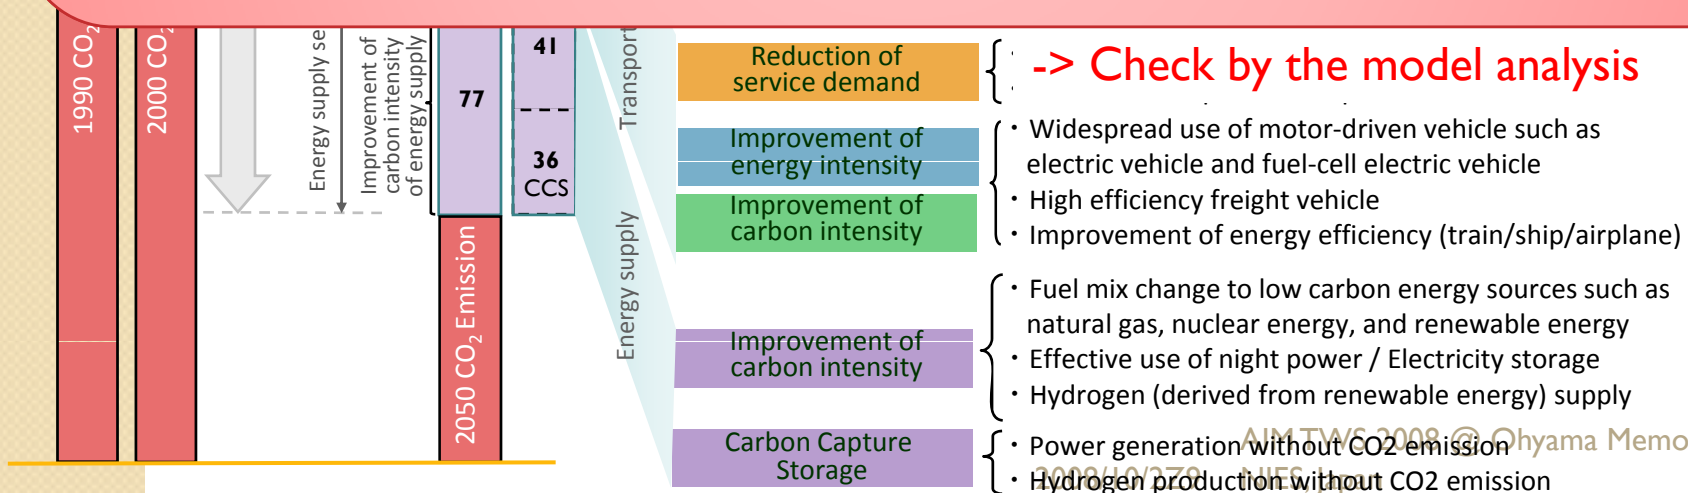 1990 CO2
2000 CO2
Energy supply se
Improvement of
carbon intensity
of energy supply
77
41
36
CCS
2050 CO2 Emission
Transport
Energy supply
Reduction of
service demand
-> Check by the model analysis
Improvement of
energy intensity
Improvement of
carbon intensity
・Widespread use of motor-driven vehicle such as
electric vehicle and fuel-cell electric vehicle
・High efficiency freight vehicle
・Improvement of energy efficiency (train/ship/airplane)
Improvement of
carbon intensity
・Fuel mix change to low carbon energy sources such as
natural gas, nuclear energy, and renewable energy
・Effective use of night power / Electricity storage
・Hydrogen (derived from renewable energy) supply
Carbon Capture
Storage
・Power generation without CO2 emission
・Hydrogen production without CO2 emission
AIM TWS 2008 @ Ohyama Memo
NIES, Japan